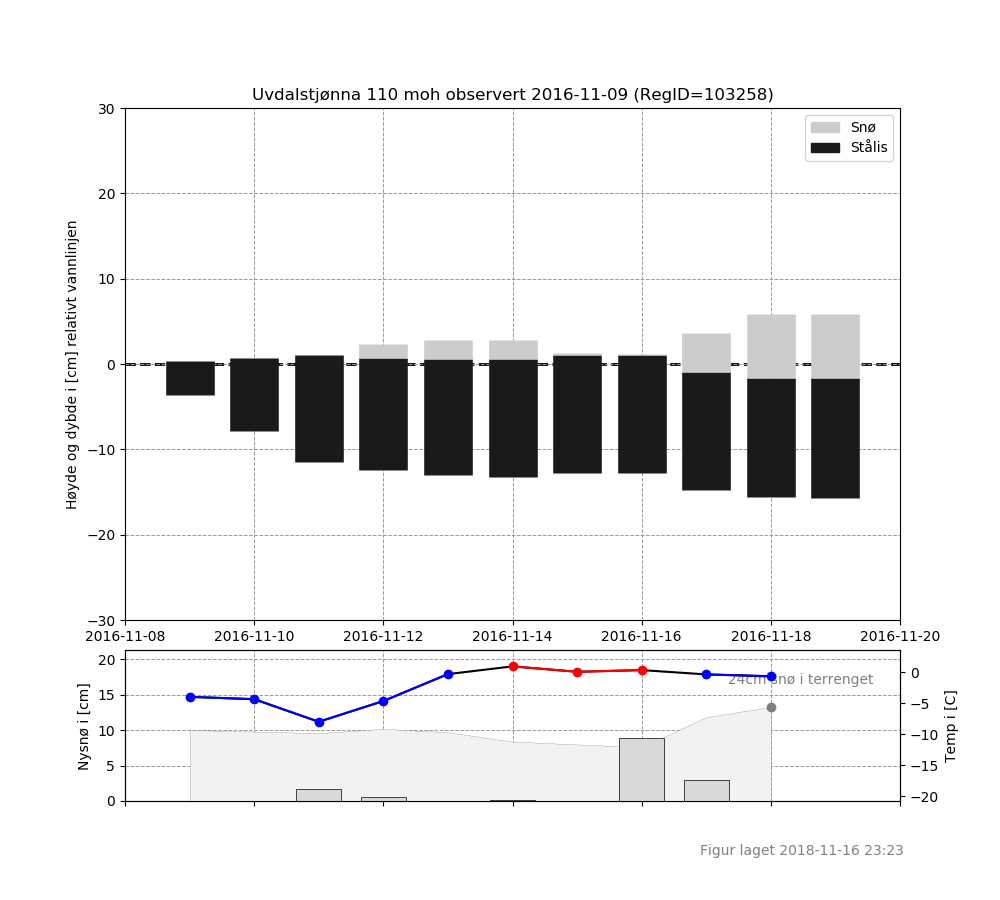 Uvdalstjønna 110 moh observert 2016-11-09 (RegID=103258)
Snø
Stålis
Høyde og dybde i [cm] relativt vannlinjen
30
20
10
0
−10
−20
−30
2016-11-08 2016-11-10 2016-11-12 2016-11-14 2016-11-16 2016-11-18 2016-11-20
Nysnø i [cm]
20
15
10
5
0
24cm snø i terrenget
0
−5
−10
−15
−20
Temp i [C]
Figur laget 2018-11-16 23:23